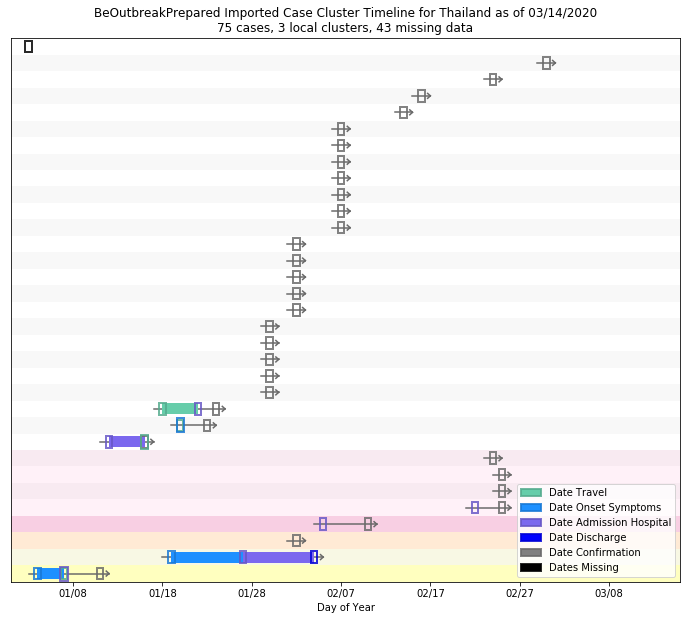 BeOutbreakPrepared Imported Case Cluster Timeline for Thailand as of 03/14/2020
75 cases, 3 local clusters, 43 missing data
Date Travel
Date Onset Symptoms
Date Admission Hospital
Date Discharge
Date Confirmation
Dates Missing
01/08 01/18 01/28 02/07 02/17 02/27 03/08
Day of Year